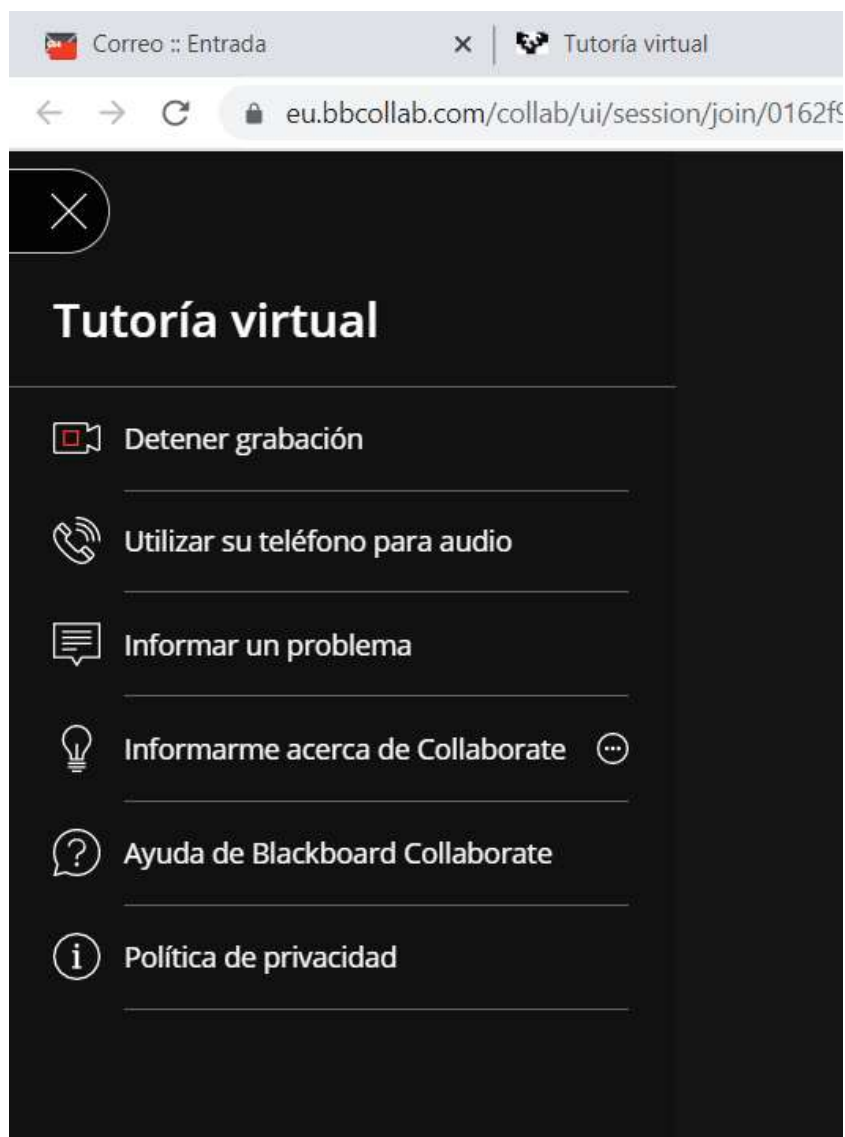 Correo :: Entrada
Tutoría virtual
eu.bbcollab.com/collab/ui/session/join/0162f9
Tutoría virtual
Detener grabación
Utilizar su teléfono para audio
Informar un problema
Informarme acerca de Collaborate
Ayuda de Blackboard Collaborate
Política de privacidad